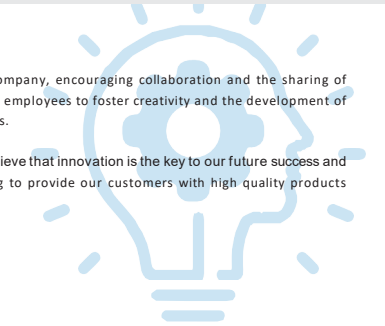 ompany, encouraging collaboration and the sharing of
employees to foster creativity and the development of
s.
ieve that innovation is the key to our future success and
g to provide our customers with high quality products